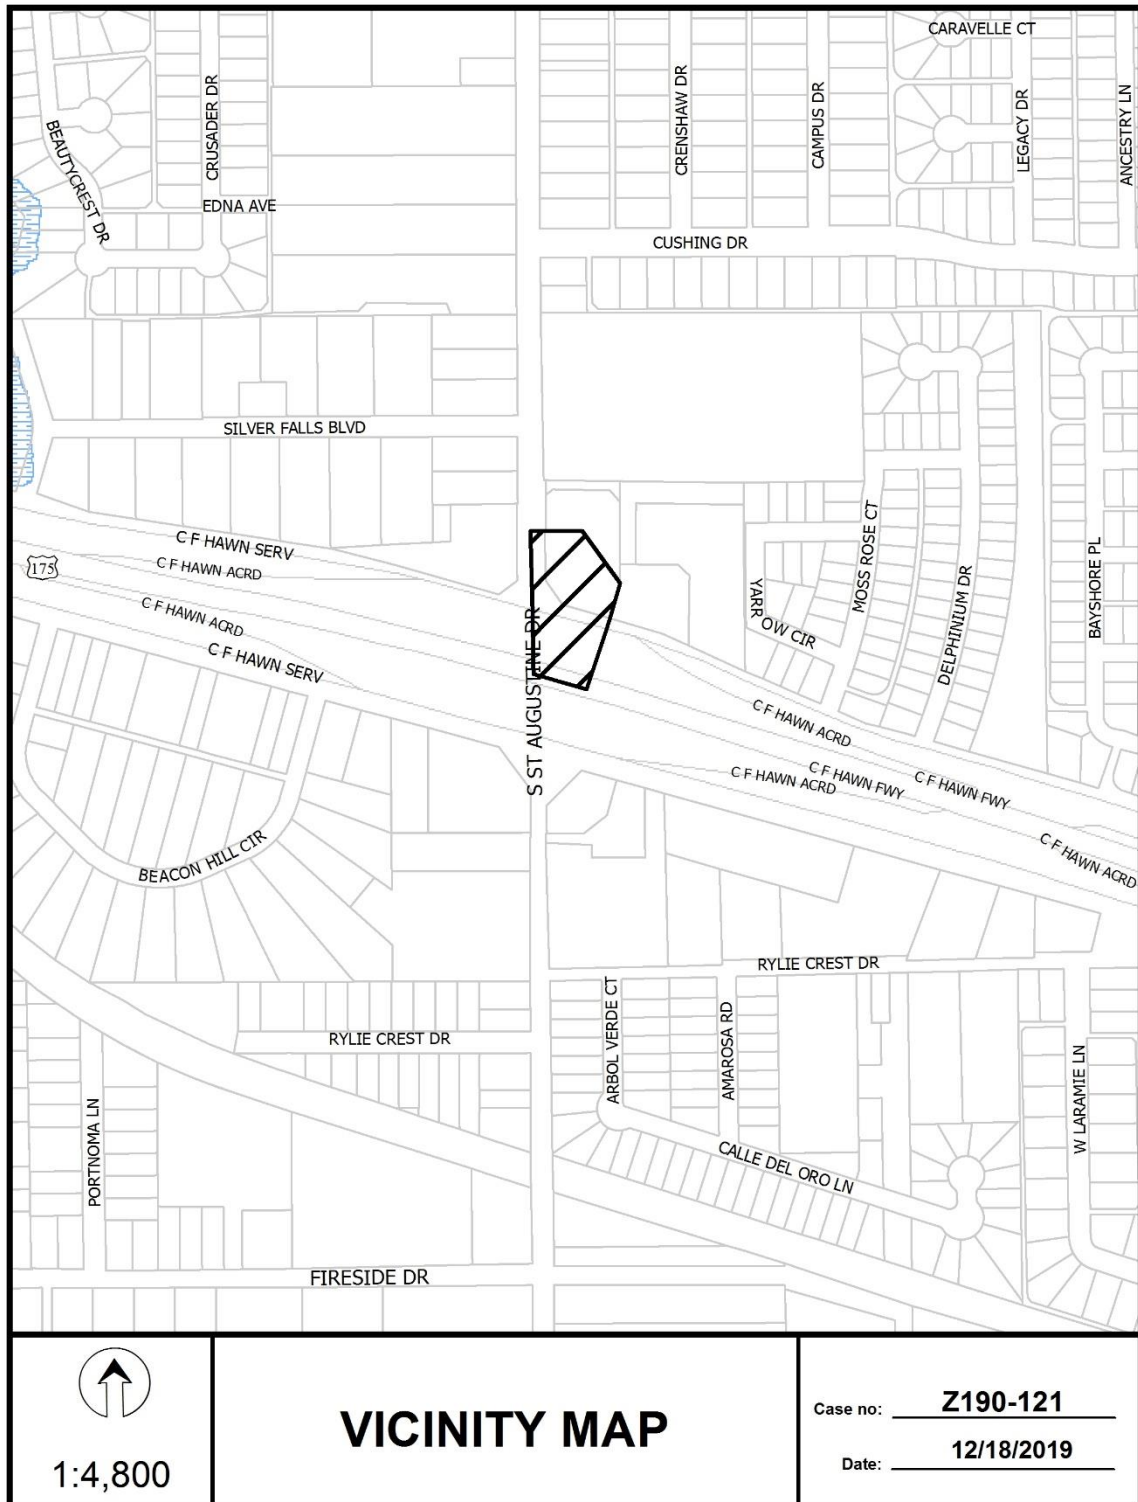 CARAVELLE CT
CRUSADER DR
CRENSHAW DR
CAMPUS DR
LEGACY DR
ANCESTRY LN
BEAUTYCREST DR
EDNA AVE
CUSHING DR
SILVER FALLS BLVD
C F HAWN SERV
175
C F HAWN ACRD
C F HAWN ACRD
C F HAWN SERV
S ST AUGUSTINE DR
YARROW CIR
MOSS ROSE CT
DELPHINIUM DR
BAYSHORE PL
C F HAWN ACRD
C F HAWN ACRD
C F HAWN FWY
C F HAWN FWY
C F HAWN ACRD
BEACON HILL CIR
RYLIE CREST DR
RYLIE CREST DR
ARBOL VERDE CT
AMAROSA RD
W LARAMIE LN
PORTNOMA LN
CALLE DEL ORO LN
FIRESIDE DR
1:4,800
VICINITY MAP
Case no: Z190-121
Date: 12/18/2019